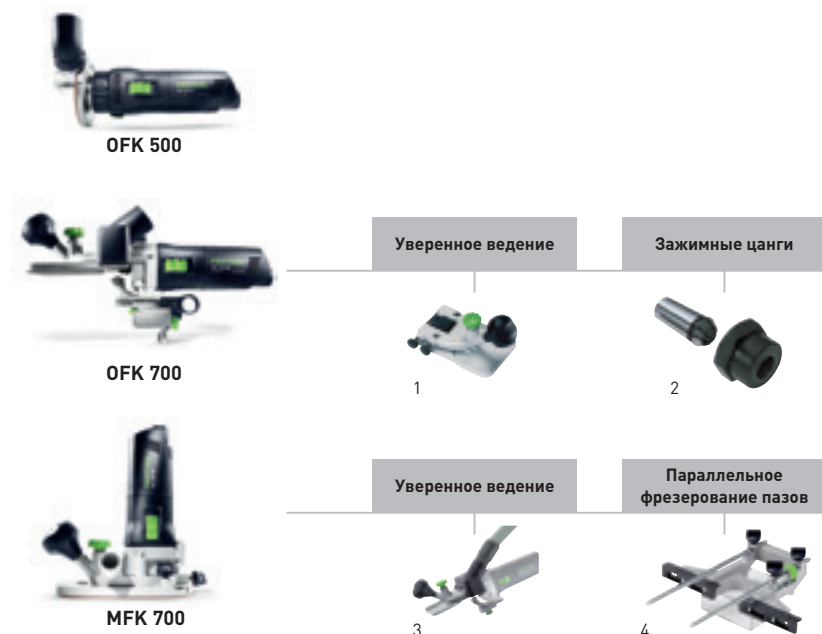 OFK 500
Уверенное ведение
Зажимные цанги
OFK 700
1
2
Уверенное ведение
Параллельное
фрезерование пазов
MFK 700
3
4